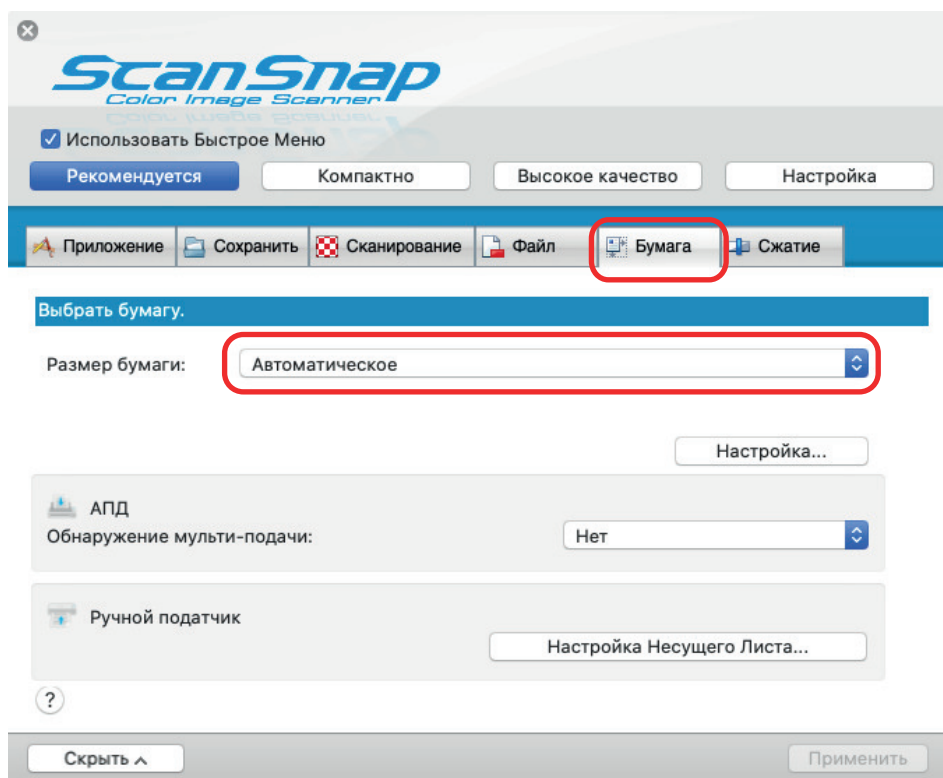 ScanSnap
Color Image Scanner
Использовать Быстрое Меню
Рекомендуется Компактно Высокое качество Настройка
Приложение Сохранить Сканирование Файл Бумага Сжатие
Выбрать бумагу.
Размер бумаги: Автоматическое
Настройка...
АПД
Обнаружение мульти-подачи: Нет
Ручной податчик
Настройка Несущего Листа...
?
Скрыть Применить